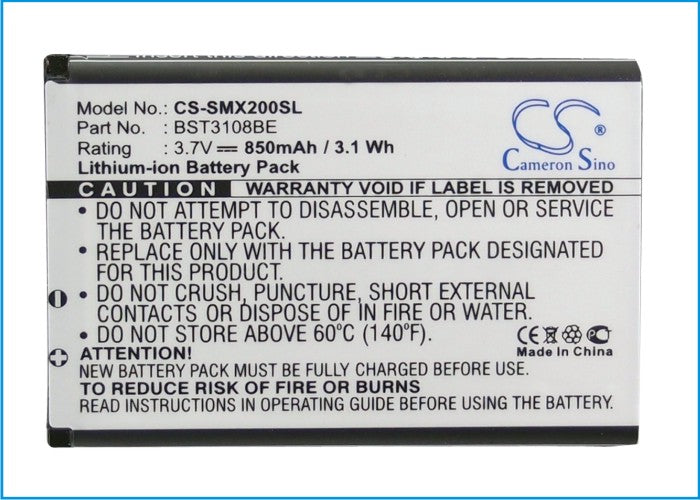 Model No.: CS-SMX200SL
Part No. : BST3108BE
Rating : 3.7V ⎓ 850mAh / 3.1 Wh
Lithium-ion Battery Pack
CS ®
Cameron Sino
CAUTION WARRANTY VOID IF LABEL IS REMOVED
• DO NOT ATTEMPT TO DISASSEMBLE, OPEN OR SERVICE
THE BATTERY PACK.
• REPLACE ONLY WITH THE BATTERY PACK DESIGNATED
FOR THIS PRODUCT.
• DO NOT CRUSH, PUNCTURE, SHORT EXTERNAL
CONTACTS OR DISPOSE OF IN FIRE OR WATER.
• DO NOT STORE ABOVE 60°C (140°F).
CE
Made in China
ATTENTION!
NEW BATTERY PACK MUST BE FULLY CHARGED BEFORE USE.
TO REDUCE RISK OF FIRE OR BURNS
READ INSTRUCTIONS IN OPERATING GUIDE BEFORE USING THE BATTERY.